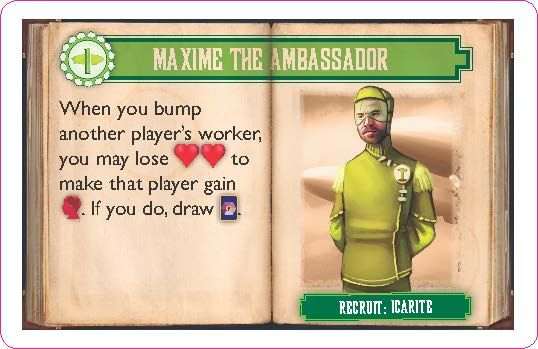 MAXIME THE AMBASSADOR
When you bump
another player's worker,
you may lose to
make that player gain
. If you do, draw .
RECRUIT: ICARITE